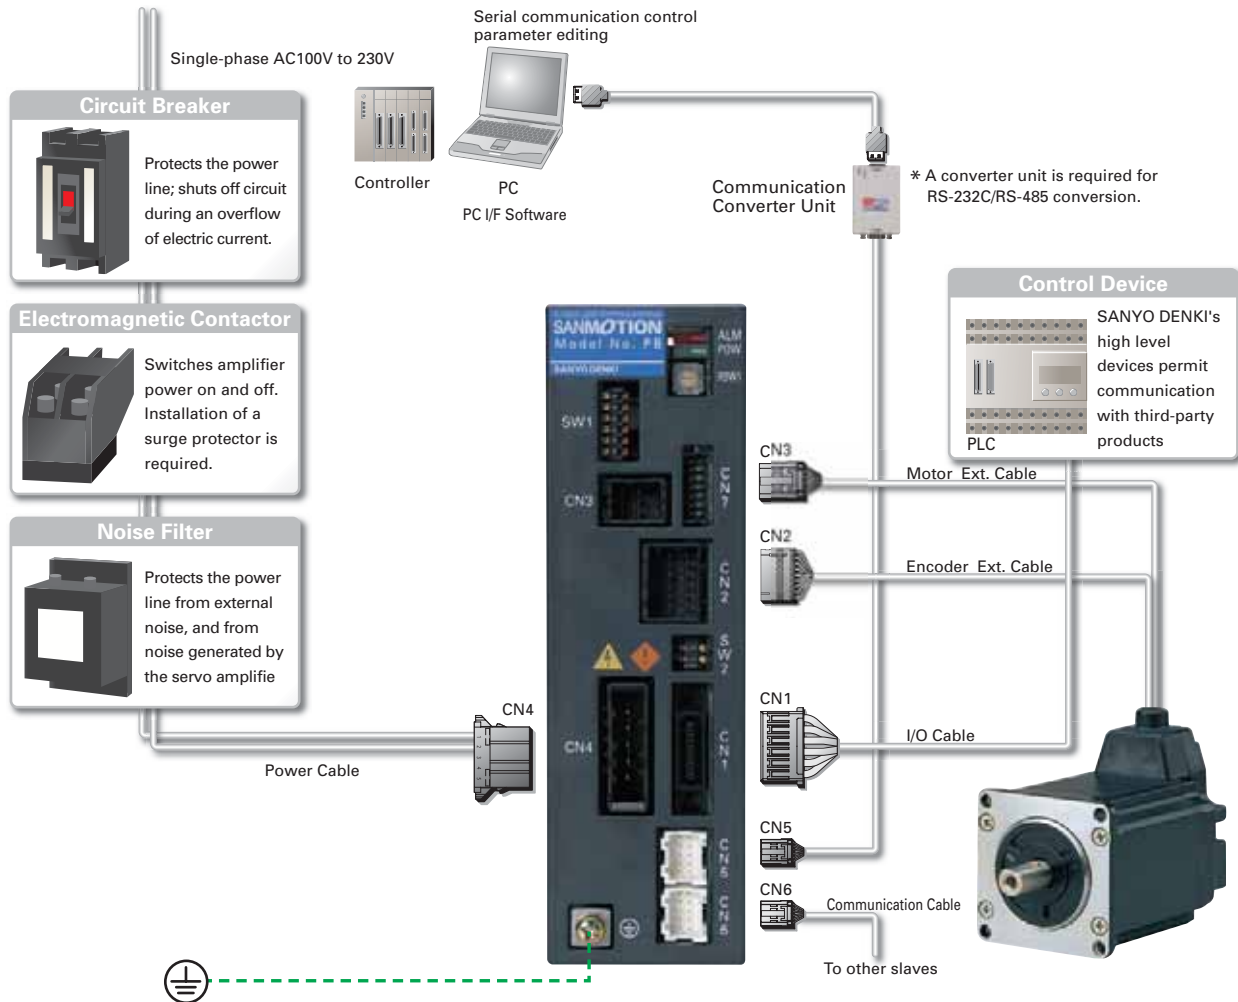 Serial communication control
parameter editing
Single-phase AC100V to 230V
Circuit Breaker
Protects the power
line; shuts off circuit
during an overflow
of electric current.
Controller
PC
PC I/F Software
Communication
Converter Unit
* A converter unit is required for
RS-232C/RS-485 conversion.
Electromagnetic Contactor
Switches amplifier
power on and off.
Installation of a
surge protector is
required.
Control Device
SANYO DENKI's
high level
devices permit
communication
with third-party
products
PLC
Noise Filter
Protects the power
line from external
noise, and from
noise generated by
the servo amplifie
SANMOTION
Model No. PB
SANYO DENKI
ALM
POW
RSW1
SW1
CN3
CN7
CN2
SW2
CN4
CN1
CN5
CN6
CN3
Motor Ext. Cable
CN2
Encoder Ext. Cable
CN1
I/O Cable
CN4
Power Cable
CN5
CN6
Communication Cable
To other slaves